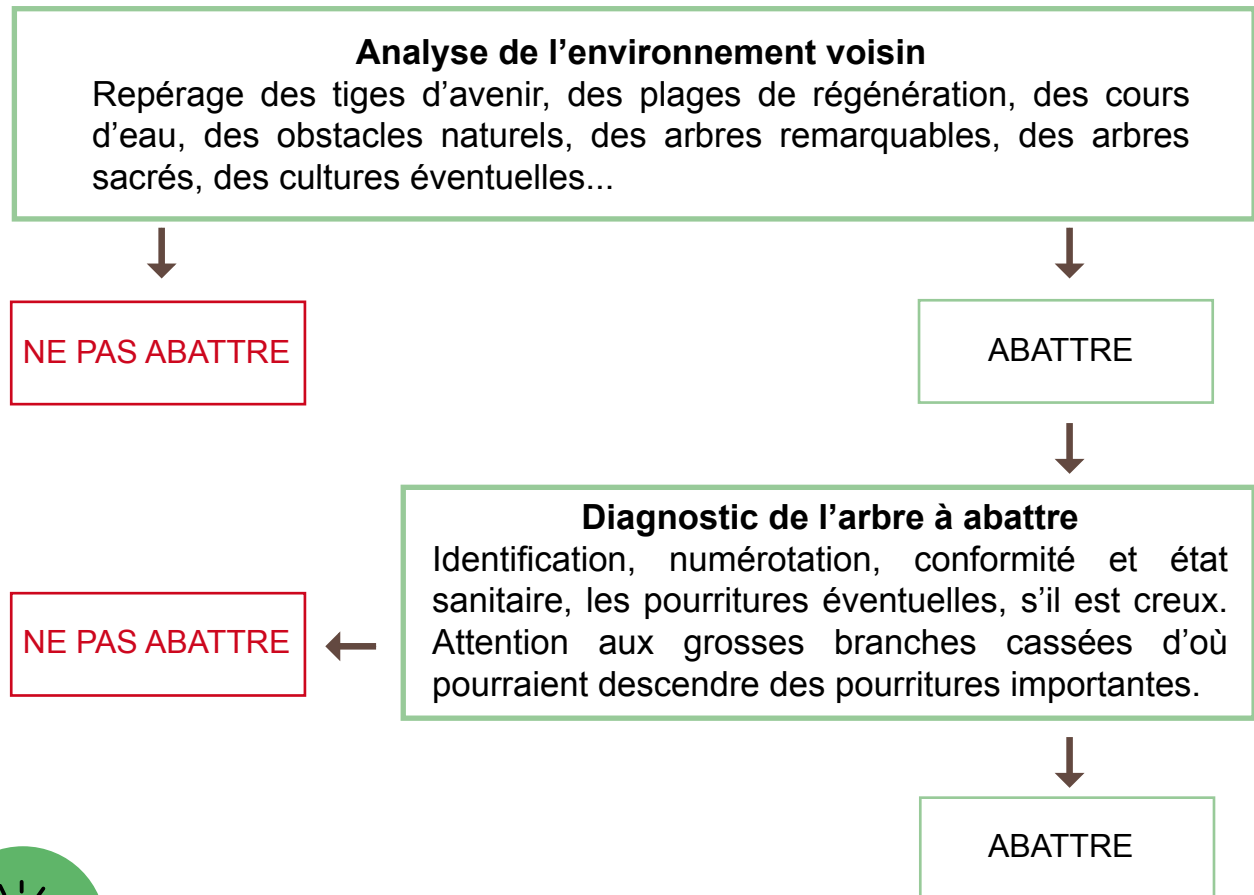 Analyse de l’environnement voisin
Repérage des tiges d’avenir, des plages de régénération, des cours
d’eau, des obstacles naturels, des arbres remarquables, des arbres
sacrés, des cultures éventuelles...
NE PAS ABATTRE
ABATTRE
Diagnostic de l’arbre à abattre
Identification, numérotation, conformité et état
sanitaire, les pourritures éventuelles, s’il est creux.
Attention aux grosses branches cassées d’où
pourraient descendre des pourritures importantes.
NE PAS ABATTRE
ABATTRE